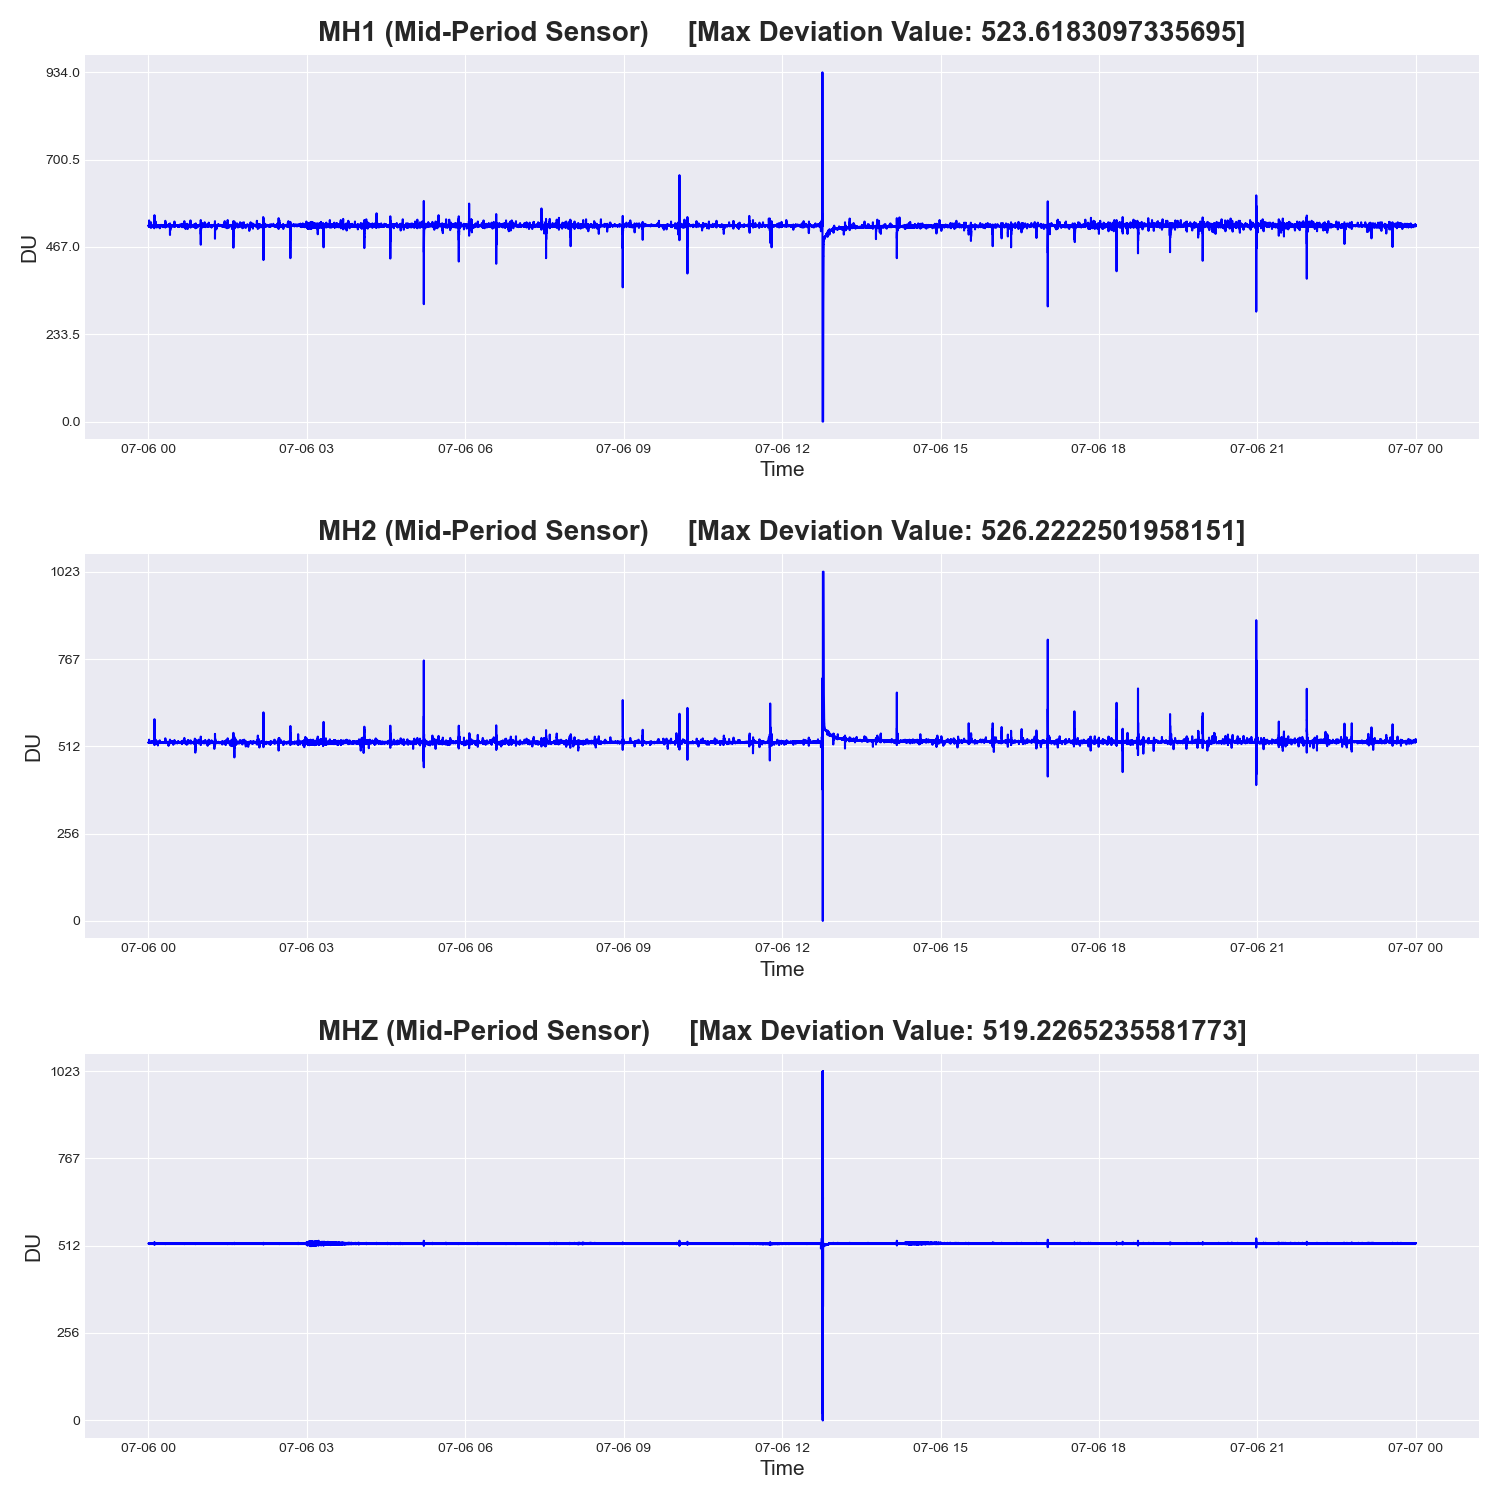 MH1 (Mid-Period Sensor) [Max Deviation Value: 523.6183097335695]
934.0
700.5
467.0
233.5
0.0
DU
07-06 00 07-06 03 07-06 06 07-06 09 07-06 12 07-06 15 07-06 18 07-06 21 07-07 00
Time
MH2 (Mid-Period Sensor) [Max Deviation Value: 526.2222501958151]
1023
767
512
256
0
DU
07-06 00 07-06 03 07-06 06 07-06 09 07-06 12 07-06 15 07-06 18 07-06 21 07-07 00
Time
MHZ (Mid-Period Sensor) [Max Deviation Value: 519.2265235581773]
1023
767
512
256
0
DU
07-06 00 07-06 03 07-06 06 07-06 09 07-06 12 07-06 15 07-06 18 07-06 21 07-07 00
Time